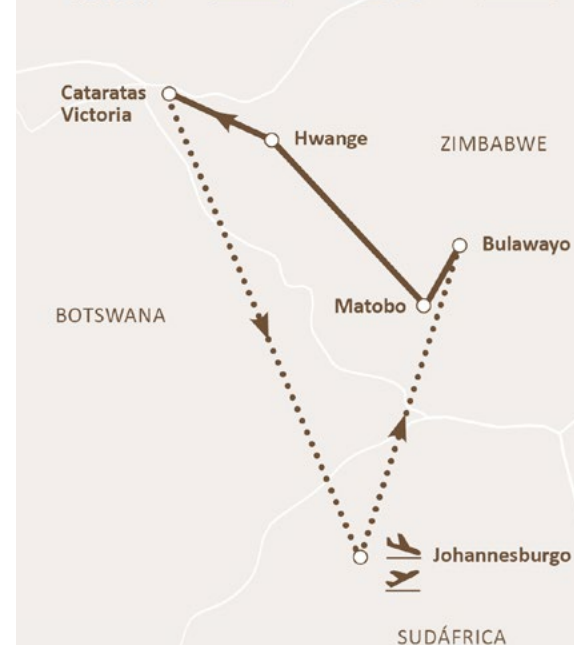 Cataratas
Victoria
Hwange
ZIMBABWE
Bulawayo
Matobo
BOTSWANA
Johannesburgo
SUDÁFRICA